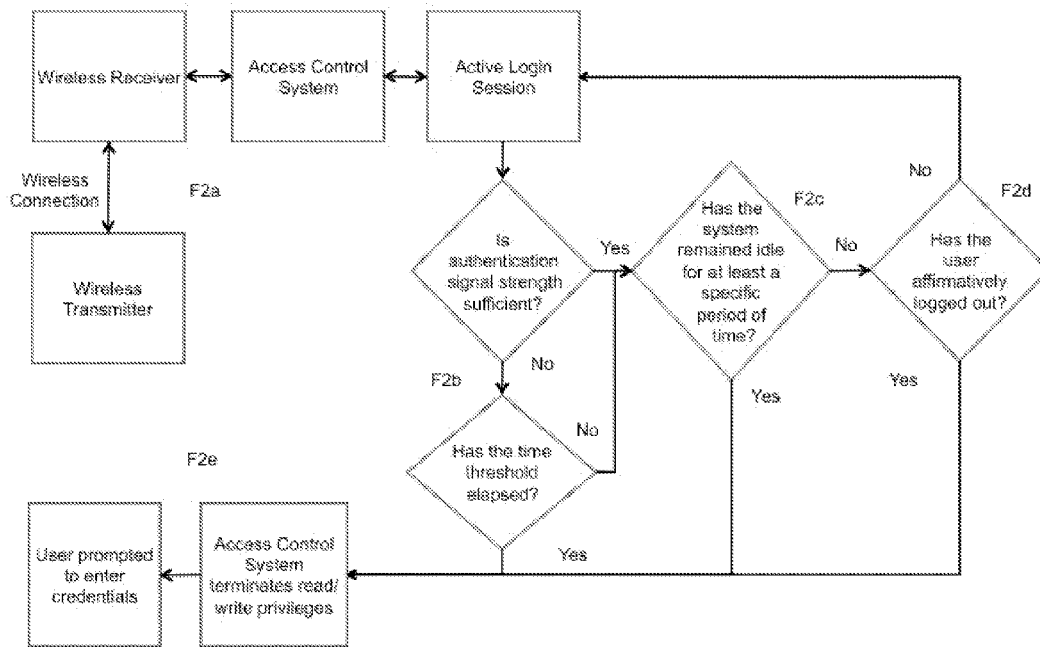 Wireless Receiver
Access Control
System
Active Login
Session
Wireless
Connection
F2a
Wireless
Transmitter
Is
authentication
signal strength
sufficient?
Yes
No
F2b
Has the time
threshold
elapsed?
No
Yes
F2c
Has the
system
remained idle
for at least a
specific
period of
time?
No
Yes
No
F2d
Has the
user
affirmatively
logged out?
Yes
F2e
User prompted
to enter
credentials
Access Control
System
terminates read/
write privileges